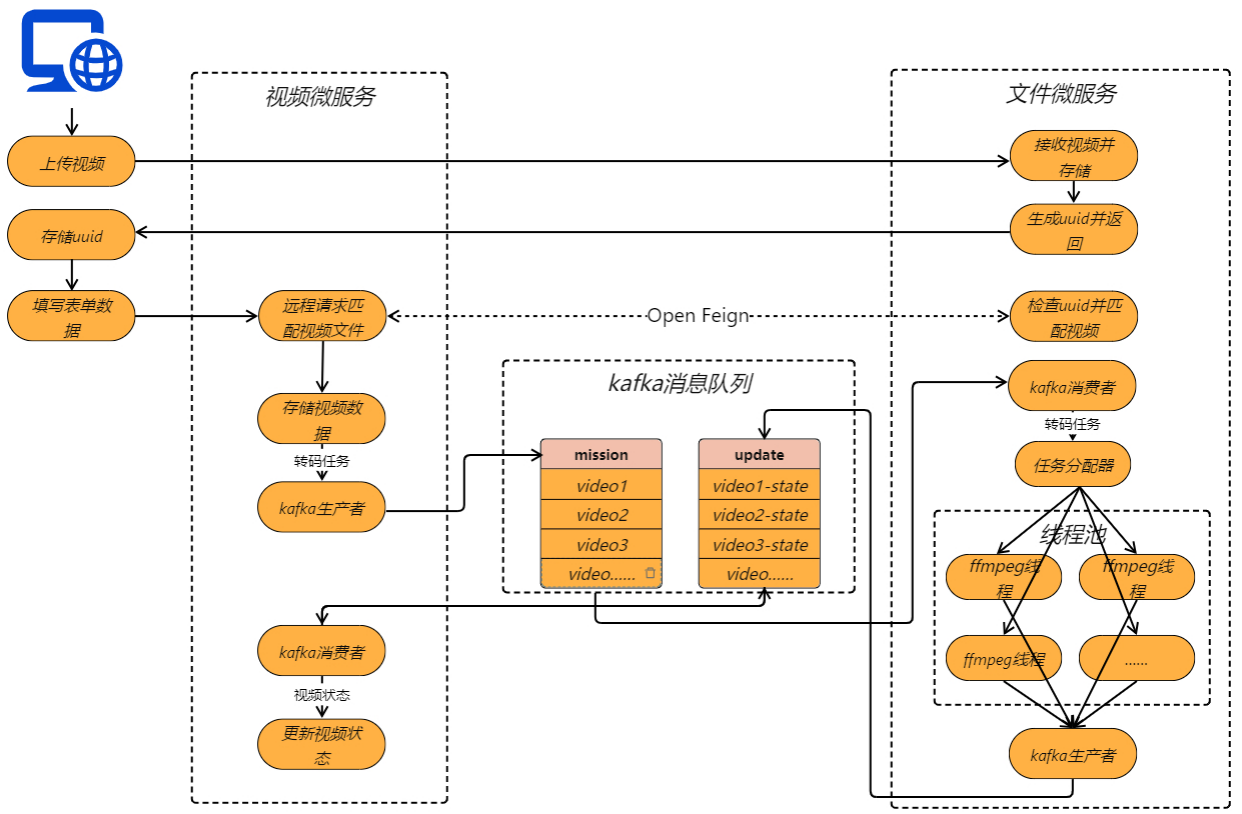 视频微服务
文件微服务
上传视频
接收视频并
存储
存储uuid
生成uuid并返
回
填写表单数
据
远程请求匹
配视频文件
Open Feign
检查uuid并匹
配视频
kafka消息队列
kafka消费者
存储视频数
据
转码任务
转码任务
mission
update
任务分配器
kafka生产者
video1
video1-state
video2
video2-state
video3
video3-state
video......
video......
线程池
ffmpeg线
程
ffmpeg线
程
ffmpeg线程
......
kafka消费者
视频状态
更新视频状
态
kafka生产者